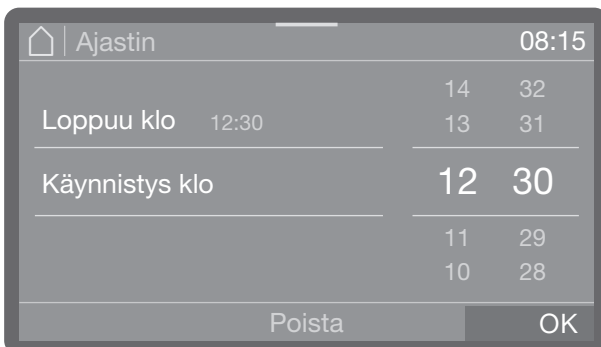 Ajastin 08:15
14 32
Loppuu klo 12:30 13 31
Käynnistys klo 12 30
11 29
10 28
Poista OK